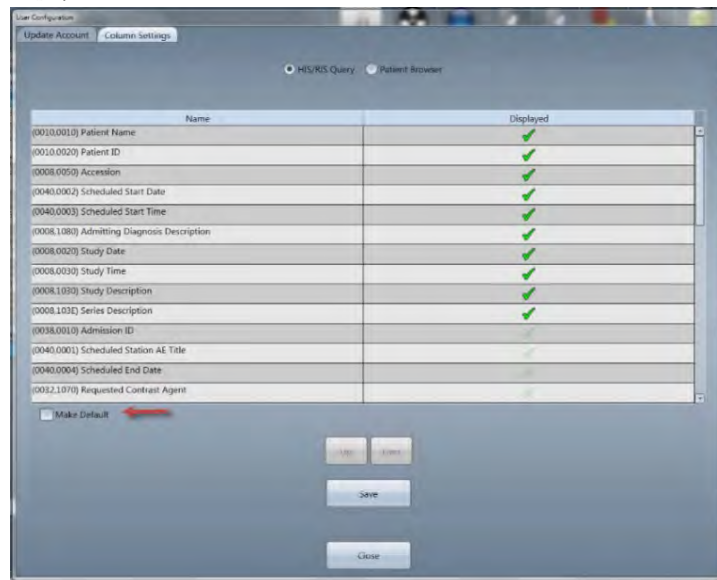 User Configuration
Update Account Column Settings
HIS/RIS Query Patient Browser
Name Displayed
(0010,0010) Patient Name
(0010,0020) Patient ID
(0008,0050) Accession
(0040,0002) Scheduled Start Date
(0040,0003) Scheduled Start Time
(0008,1080) Admitting Diagnosis Description
(0008,0020) Study Date
(0008,0030) Study Time
(0008,1030) Study Description
(0008,103E) Series Description
(0038,0010) Admission ID
(0040,0001) Scheduled Station AE Title
(0040,0004) Scheduled End Date
(0032,1070) Requested Contrast Agent
Make Default
Up
Save
Close